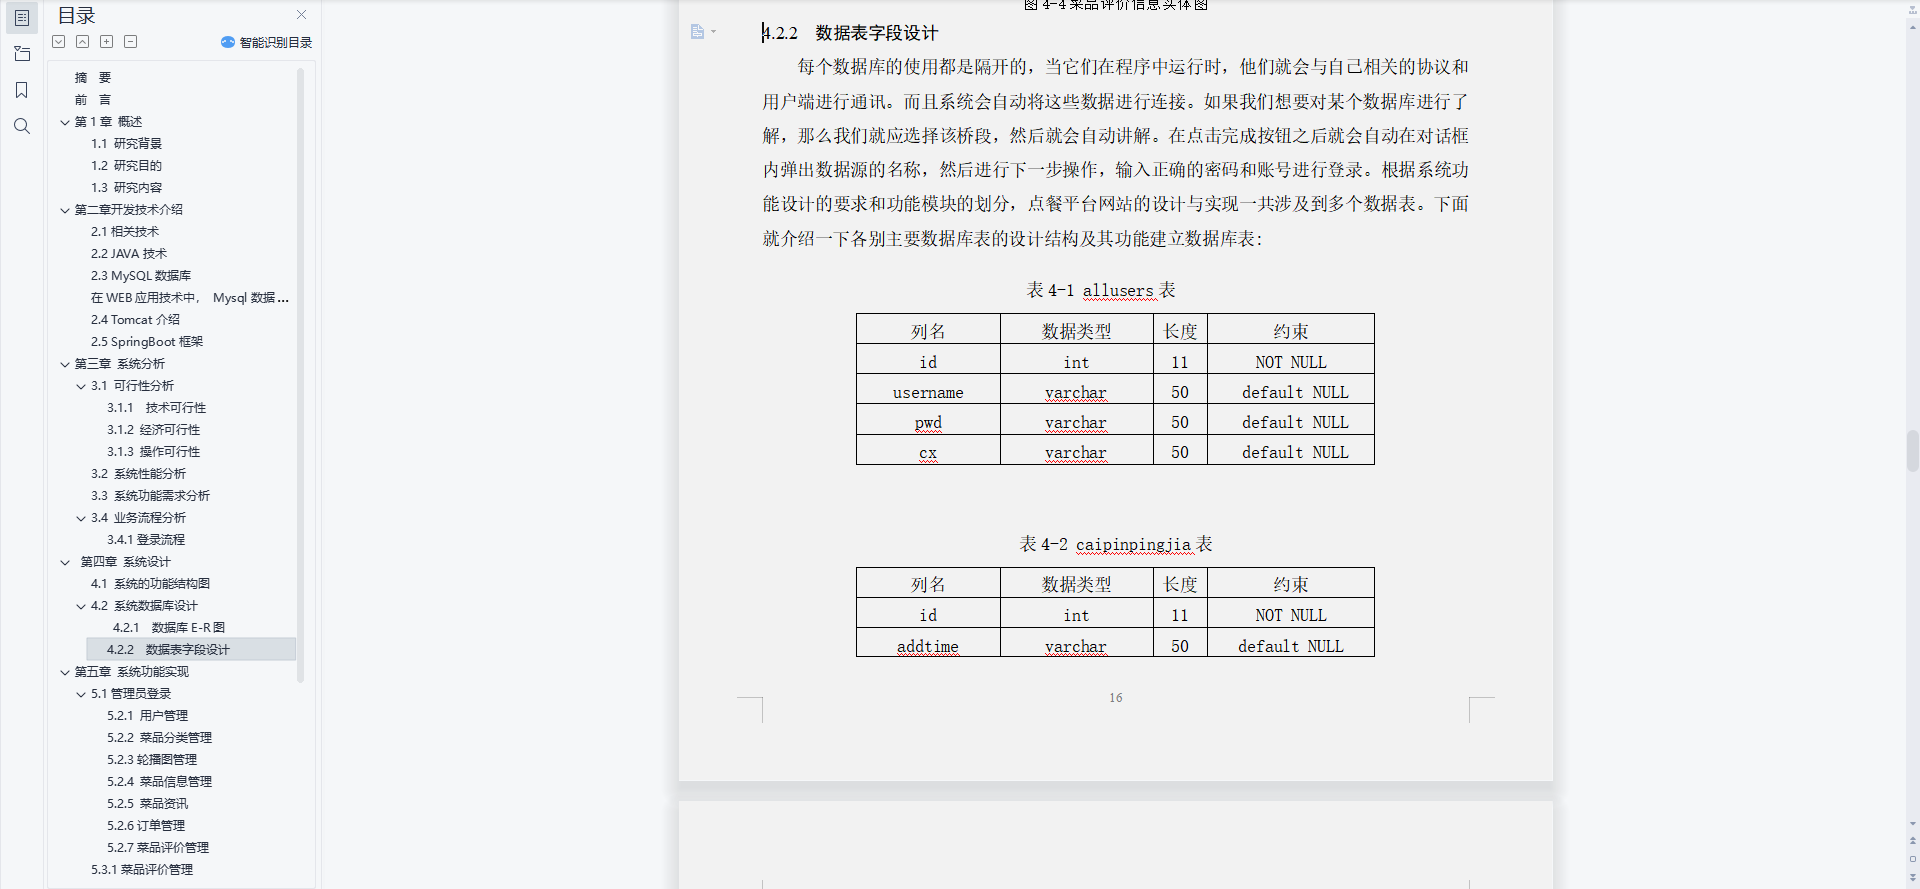 目录
智能识别目录
摘 要
前 言
第 1 章 概述
1.1 研究背景
1.2 研究目的
1.3 研究内容
第二章开发技术介绍
2.1 相关技术
2.2 JAVA 技术
2.3 MySQL 数据库
在 WEB 应用技术中， Mysql 数据 ...
2.4 Tomcat 介绍
2.5 SpringBoot 框架
第三章 系统分析
3.1 可行性分析
3.1.1 技术可行性
3.1.2 经济可行性
3.1.3 操作可行性
3.2 系统性能分析
3.3 系统功能需求分析
3.4 业务流程分析
3.4.1 登录流程
第四章 系统设计
4.1 系统的功能结构图
4.2 系统数据库设计
4.2.1 数据库 E-R 图
4.2.2 数据表字段设计
第五章 系统功能实现
5.1 管理员登录
5.2.1 用户管理
5.2.2 菜品分类管理
5.2.3 轮播图管理
5.2.4 菜品信息管理
5.2.5 菜品资讯
5.2.6 订单管理
5.2.7 菜品评价管理
5.3.1 菜品评价管理
图 4-4 菜品评价信息实体图
4.2.2 数据表字段设计
每个数据库的使用都是隔开的，当它们在程序中运行时，他们就会与自己相关的协议和
用户端进行通讯。而且系统会自动将这些数据进行连接。如果我们想要对某个数据库进行了
解，那么我们就应选择该桥段，然后就会自动讲解。在点击完成按钮之后就会自动在对话框
内弹出数据源的名称，然后进行下一步操作，输入正确的密码和账号进行登录。根据系统功
能设计的要求和功能模块的划分，点餐平台网站的设计与实现一共涉及到多个数据表。下面
就介绍一下各别主要数据库表的设计结构及其功能建立数据库表:
表 4-1 allusers 表
列名 数据类型 长度 约束
id int 11 NOT NULL
username varchar 50 default NULL
pwd varchar 50 default NULL
cx varchar 50 default NULL
表 4-2 caipinpingjia 表
列名 数据类型 长度 约束
id int 11 NOT NULL
addtime varchar 50 default NULL
16